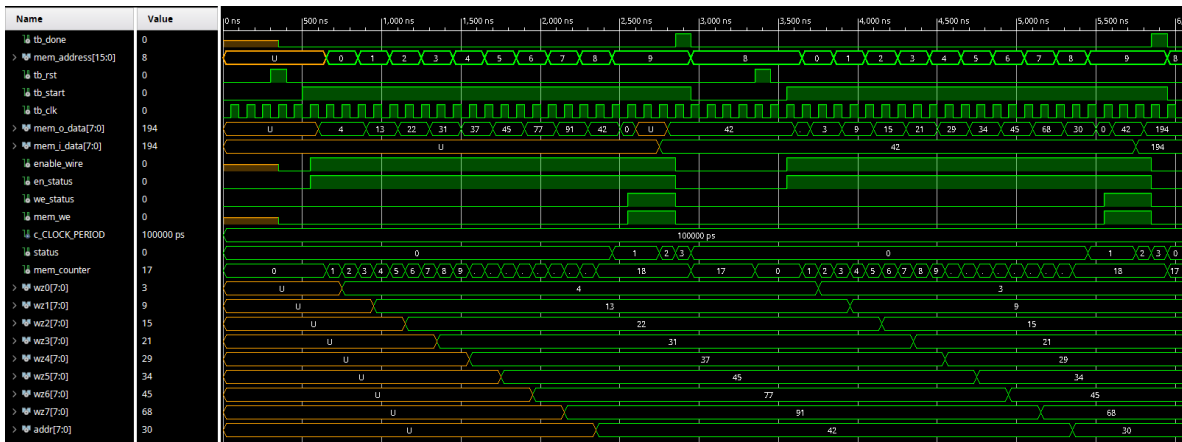 Name Value 0 ns 500 ns 1,000 ns 1,500 ns 2,000 ns 2,500 ns 3,000 ns 3,500 ns 4,000 ns 4,500 ns 5,000 ns 5,500 ns
tb_done 0
mem_address[15:0] 8 U 0 1 2 3 4 5 6 7 8 9 8 0 1 2 3 4 5 6 7 8 9 8
tb_rst 0
tb_start 0
tb_clk 0
mem_o_data[7:0] 194 U 4 13 22 31 37 45 77 91 42 0 U 42 . 3 9 15 21 29 34 45 68 30 0 42 194
mem_i_data[7:0] 194 U 42 194
enable_wire 0
en_status 0
we_status 0
mem_we 0
c_CLOCK_PERIOD 100000 ps 100000 ps
status 0 0 1 2 3 0 1 2 3 0
mem_counter 17 0 1 2 3 4 5 6 7 8 9 . . . . . . . . 18 17 0 1 2 3 4 5 6 7 8 9 . . . . . . . . 18 17
wz0[7:0] 3 U 4 3
wz1[7:0] 9 U 13 9
wz2[7:0] 15 U 22 15
wz3[7:0] 21 U 31 21
wz4[7:0] 29 U 37 29
wz5[7:0] 34 U 45 34
wz6[7:0] 45 U 77 45
wz7[7:0] 68 U 91 68
addr[7:0] 30 U 42 30